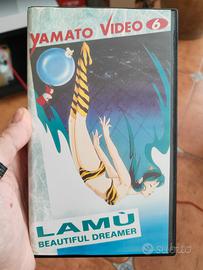 YAMATO VIDEO 6
LAMÙ
BEAUTIFUL DREAMER
subito